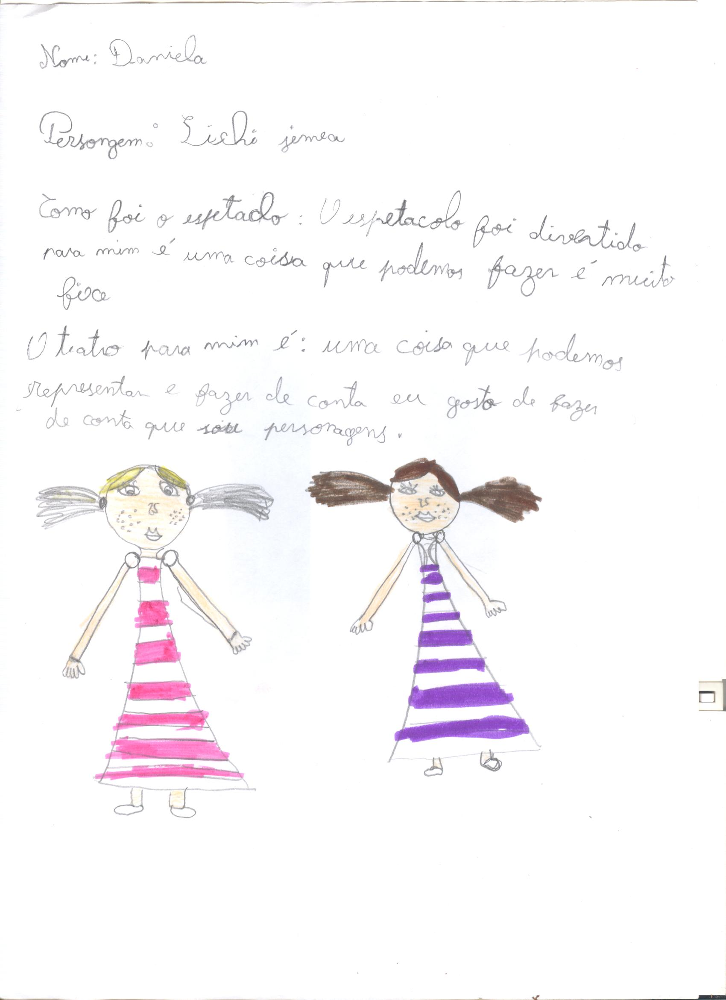 Nome: Daniela
Persongem: Lichi jemea
Como foi o espetaclo: O espetacolo foi divertido
para mim é uma coisa que podemos fazer é muito
fixe
O teatro para mim é: uma coisa que podemos
representar e fazer de conta eu gosto de fazer
de conta que sou personagens.